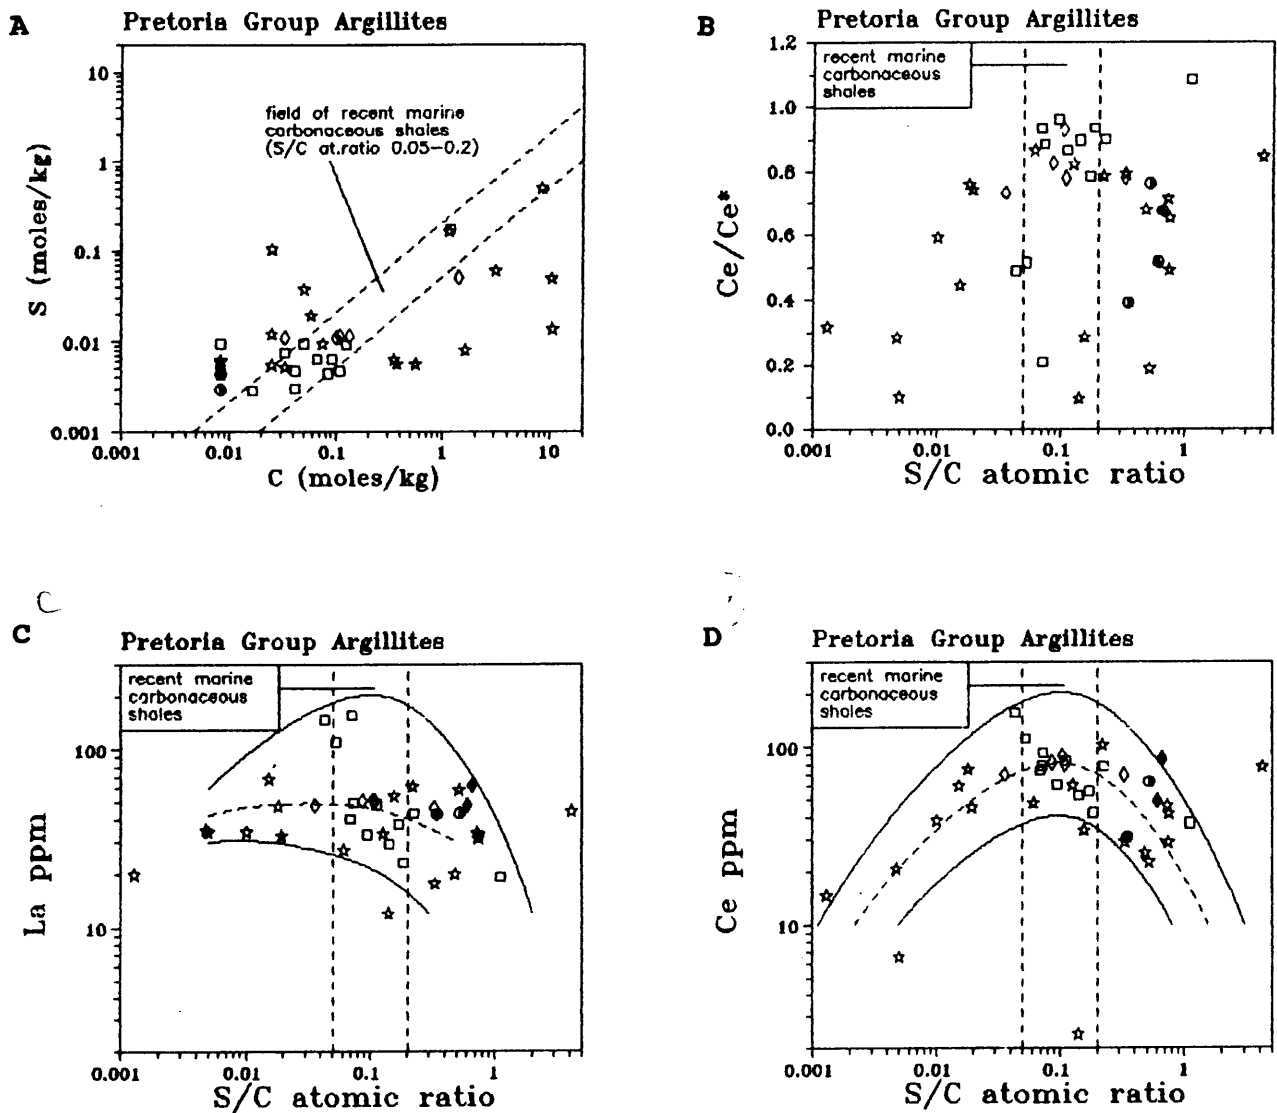 A
Pretoria Group Argillites
10
1
0.1
0.01
0.001
S (moles/kg)
field of recent marine
carbonaceous shales
(S/C at.ratio 0.05−0.2)
0.001 0.01 0.1 1 10
C (moles/kg)
B
Pretoria Group Argillites
1.2
1.0
0.8
0.6
0.4
0.2
0.0
Ce/Ce*
recent marine
carbonaceous
shales
0.001 0.01 0.1 1
S/C atomic ratio
C
C
Pretoria Group Argillites
100
10
La ppm
recent marine
carbonaceous
shales
0.001 0.01 0.1 1
S/C atomic ratio
D
Pretoria Group Argillites
100
10
Ce ppm
recent marine
carbonaceous
shales
0.001 0.01 0.1 1
S/C atomic ratio